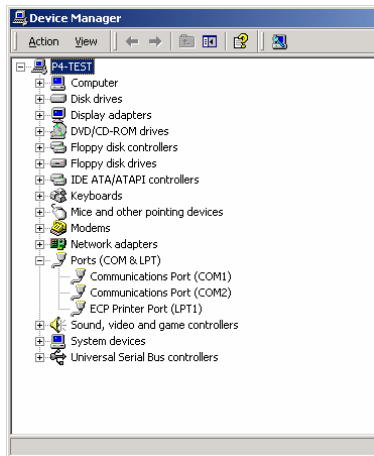 Device Manager
Action View
P4-TEST
Computer
Disk drives
Display adapters
DVD/CD-ROM drives
Floppy disk controllers
Floppy disk drives
IDE ATA/ATAPI controllers
Keyboards
Mice and other pointing devices
Modems
Network adapters
Ports (COM & LPT)
Communications Port (COM1)
Communications Port (COM2)
ECP Printer Port (LPT1)
Sound, video and game controllers
System devices
Universal Serial Bus controllers